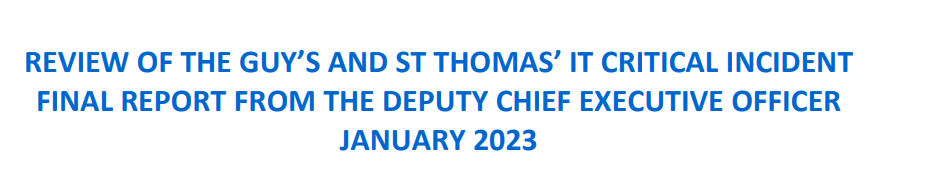 REVIEW OF THE GUY’S AND ST THOMAS’ IT CRITICAL INCIDENT
FINAL REPORT FROM THE DEPUTY CHIEF EXECUTIVE OFFICER
JANUARY 2023